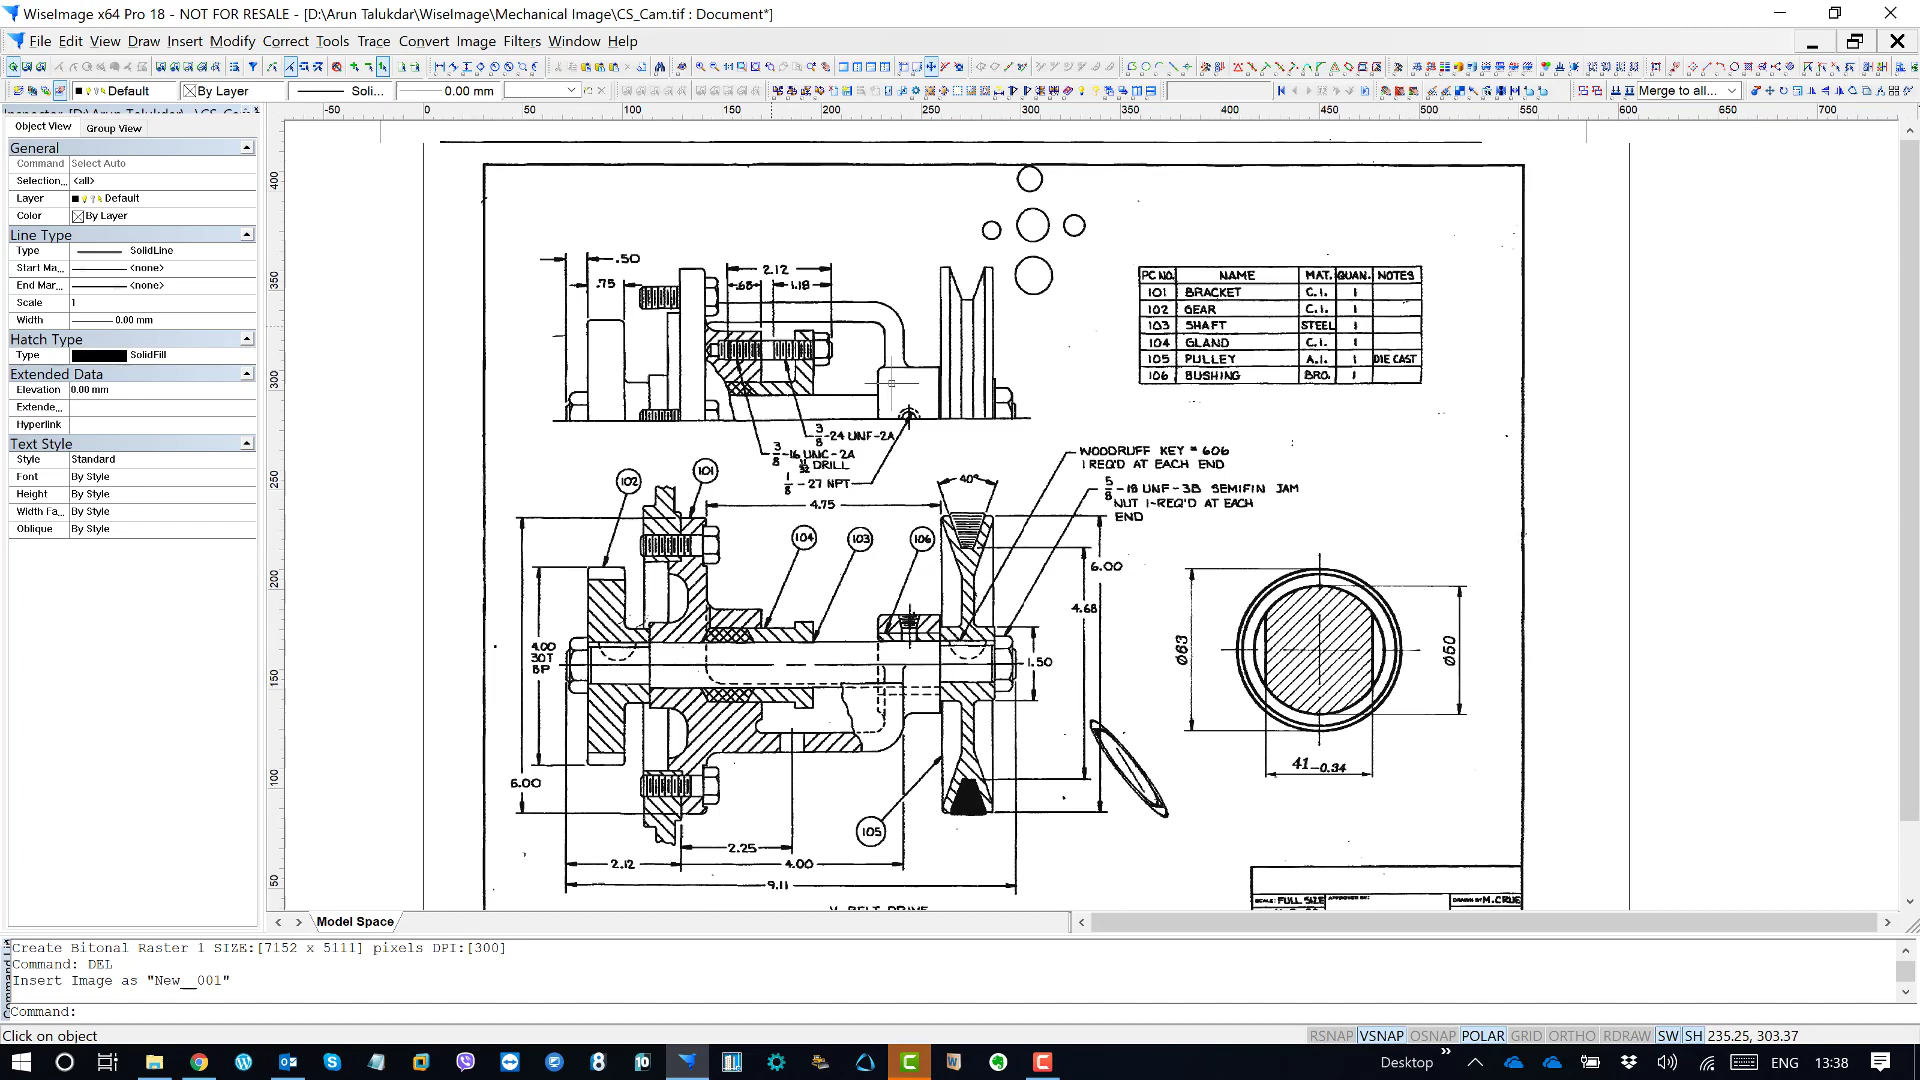 WiseImage x64 Pro 18 - NOT FOR RESALE - [D:\Arun Talukdar\WiseImage\Mechanical Image\CS_Cam.tif : Document*]
File Edit View Draw Insert Modify Correct Tools Trace Convert Image Filters Window Help
Default By Layer Soli... 0.00 mm Merge to all...
-50 0 50 100 150 200 250 300 350 400 450 500 550 600 650 700
Object View Group View
General
Command Select Auto
Selection... <all>
Layer Default
Color By Layer
Line Type
Type SolidLine
Start Ma... <none>
End Mar... <none>
Scale 1
Width 0.00 mm
Hatch Type
Type SolidFill
Extended Data
Elevation 0.00 mm
Extende...
Hyperlink
Text Style
Style Standard
Font By Style
Height By Style
Width Fa... By Style
Oblique By Style
400
350
300
250
200
150
100
50
.50
.75
2.12
.68 1.18
PC NO. NAME MAT. QUAN. NOTES
101 BRACKET C.I. 1
102 GEAR C.I. 1
103 SHAFT STEEL 1
104 GLAND C.I. 1
105 PULLEY A.I. 1 DIE CAST
106 BUSHING BRO. 1
3/8-24 UNF-2A
3/8-16 UNC-2A
11/32 DRILL
1/8-27 NPT
WOODRUFF KEY # 606
1 REQ'D AT EACH END
5/8-18 UNF-3B SEMIFIN JAM
NUT 1-REQ'D AT EACH
END
102
101
4.75
40°
104
103
106
6.00
4.68
4.00
30T
8P
1.50
6.00
105
2.25
2.12
4.00
9.11
V-BELT DRIVE
Ø63
Ø50
41-0.34
SCALE: FULL SIZE APPROVED BY: DRAWN BY M.CRUE
Model Space
Create Bitonal Raster 1 SIZE:[7152 x 5111] pixels DPI:[300]
Command: DEL
Insert Image as "New__001"
Command:
Click on object
RSNAP VSNAP OSNAP POLAR GRID ORTHO RDRAW SW SH 235.25, 303.37
Desktop ENG 13:38